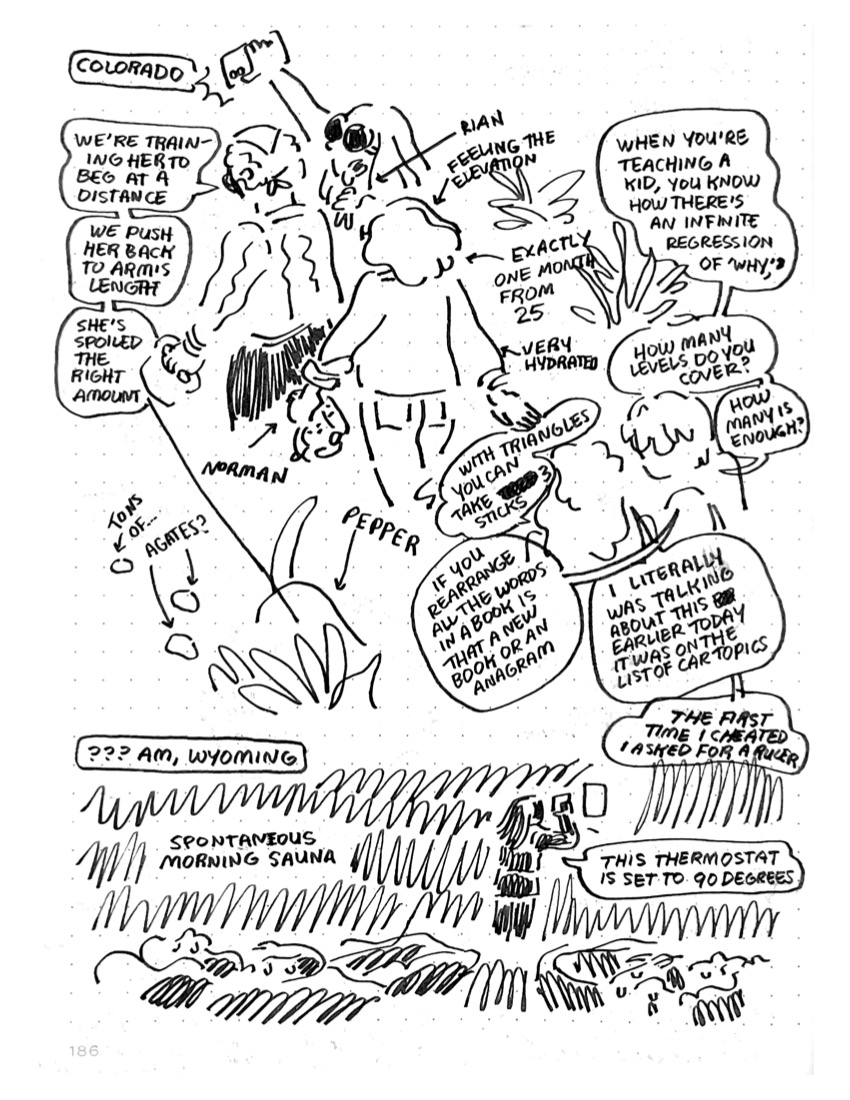 COLORADO
WE'RE TRAIN-
ING HER TO
BEG AT A
DISTANCE
WE PUSH
HER BACK
TO ARM'S
LENGTH
SHE'S
SPOILED
THE
RIGHT
AMOUNT
RIAN
FEELING THE
ELEVATION
EXACTLY
ONE MONTH
FROM
25
VERY
HYDRATED
NORMAN
PEPPER
TONS
OF...
AGATES?
WHEN YOU'RE
TEACHING A
KID, YOU KNOW
HOW THERE'S
AN INFINITE
REGRESSION
OF "WHY,"?
HOW MANY
LEVELS DO YOU
COVER?
HOW
MANY IS
ENOUGH?
WITH TRIANGLES
YOU CAN
TAKE 3
STICKS
IF YOU
REARRANGE
ALL THE WORDS
IN A BOOK IS
THAT A NEW
BOOK OR AN
ANAGRAM
I LITERALLY
WAS TALKING
ABOUT THIS
EARLIER TODAY
IT WAS ON THE
LIST OF CAR TOPICS
THE FIRST
TIME I CHEATED
I ASKED FOR A RULER
??? AM, WYOMING
SPONTANEOUS
MORNING SAUNA
THIS THERMOSTAT
IS SET TO 90 DEGREES
186